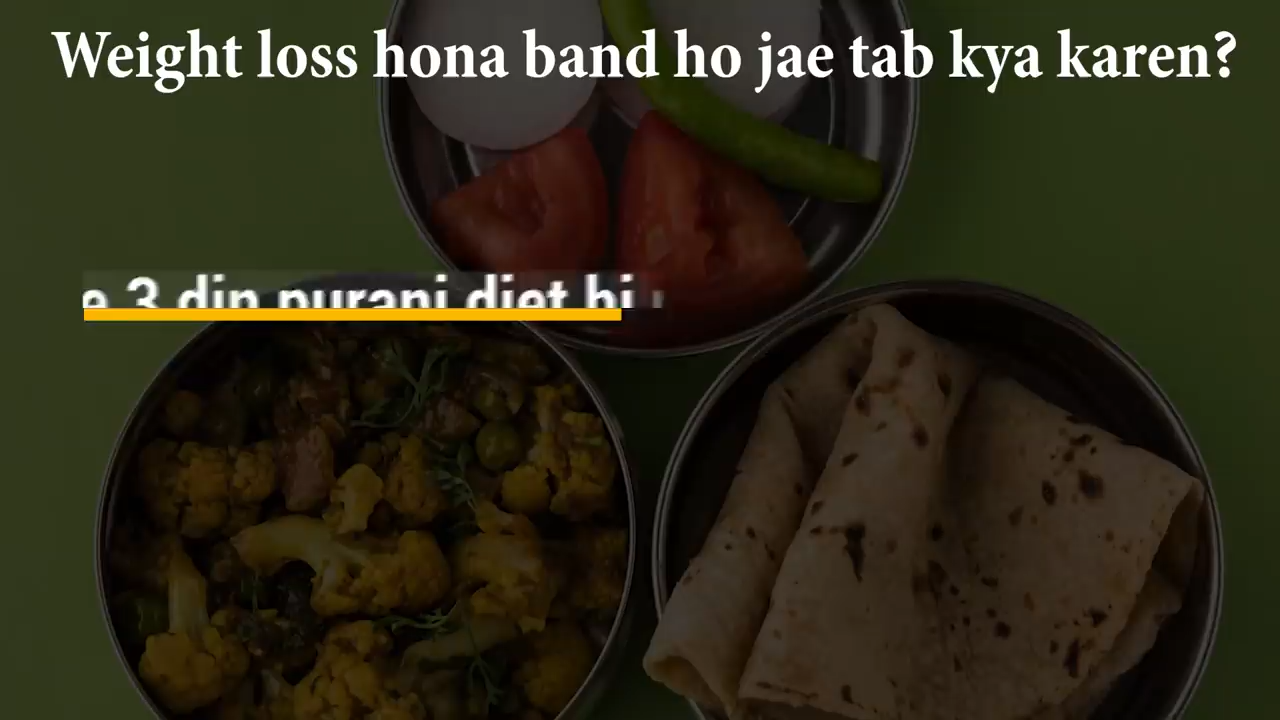 Weight loss hona band ho jae tab kya karen?
3 din purani diet hi